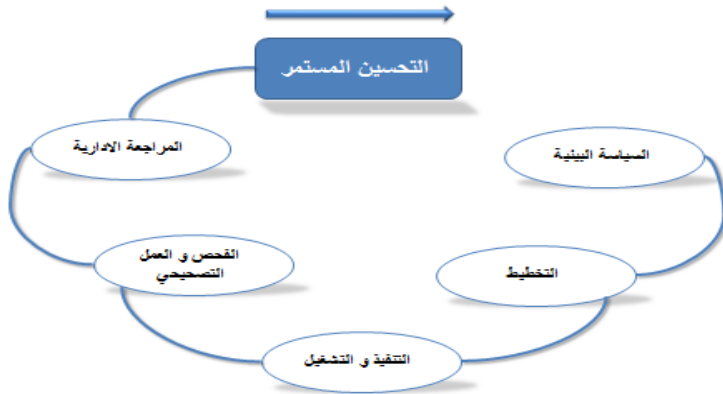 التحسين المستمر
السياسة البيئية
المراجعة الادارية
التخطيط
الفحص و العمل
التصحيحي
التنفيذ و التشغيل